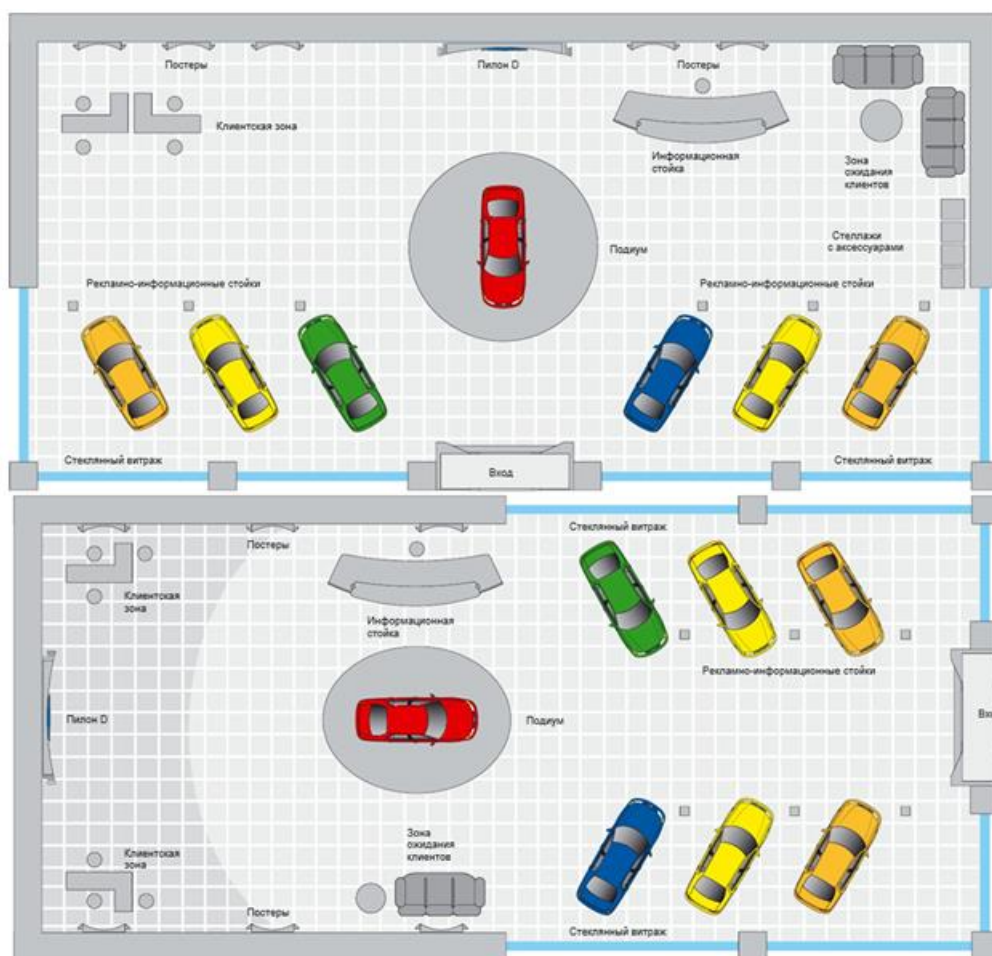 Постеры
Пилон D
Постеры
Клиентская зона
Информационная
стойка
Зона
ожидания
клиентов
Стеллажи
с аксессуарами
Подиум
Рекламно-информационные стойки
Рекламно-информационные стойки
Стеклянный витраж
Вход
Стеклянный витраж
Стеклянный витраж
Постеры
Клиентская
зона
Информационная
стойка
Рекламно-информационные стойки
Пилон D
Подиум
Вхо
Зона
ожидания
клиентов
Клиентская
зона
Постеры
Стеклянный витраж